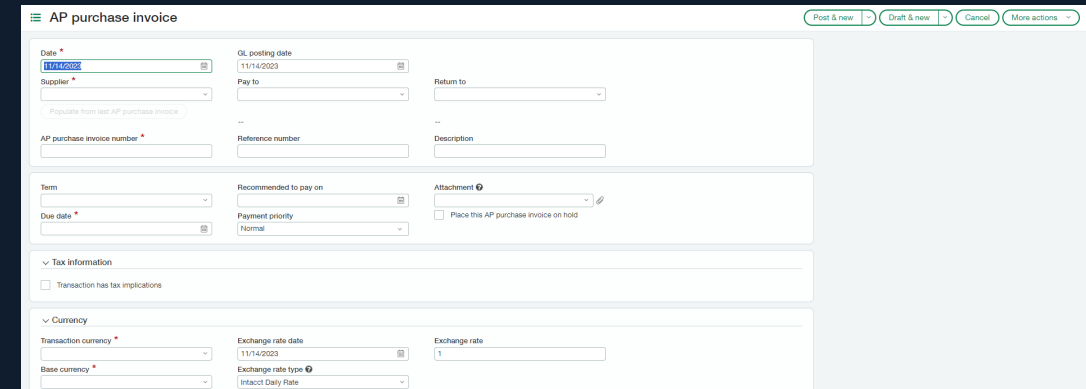 AP purchase invoice
Post & new
Draft & new
Cancel
More actions
Date *
GL posting date
11/14/2023
11/14/2023
Supplier *
Pay to
Return to
Populate from last AP purchase invoice
--
--
AP purchase invoice number *
Reference number
Description
Term
Recommended to pay on
Attachment
Due date *
Payment priority
Place this AP purchase invoice on hold
Normal
Tax information
Transaction has tax implications
Currency
Transaction currency *
Exchange rate date
Exchange rate
11/14/2023
1
Base currency *
Exchange rate type
Intacct Daily Rate